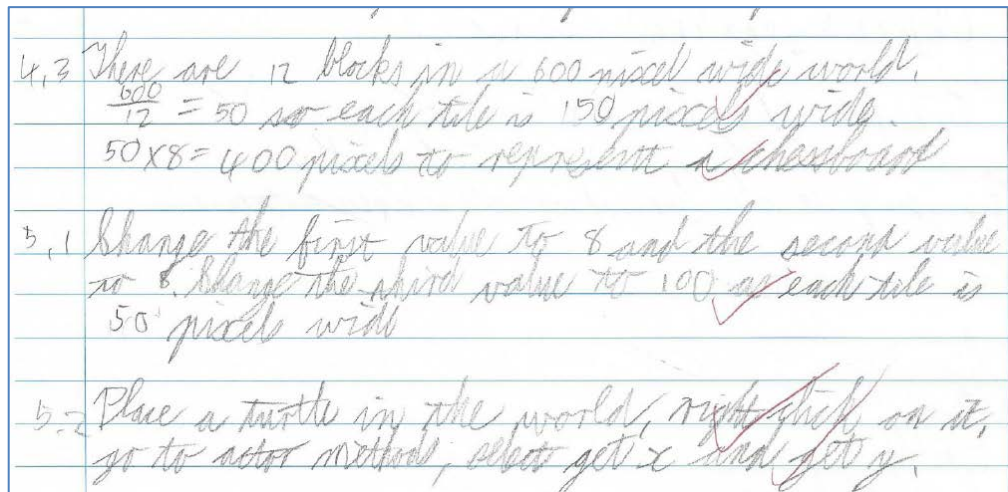 4,3 There are 12 blocks in a 600 pixel wide world.
600/12 = 50 so each tile is 150 pixels wide.
50 x 8 = 400 pixels to represent a chessboard
5,1 Change the first value to 8 and the second value
to 8. Change the third value to 100 as each tile is
50 pixels wide
5.2 Place a turtle in the world, right click on it,
go to actor methods, select get x and get y.